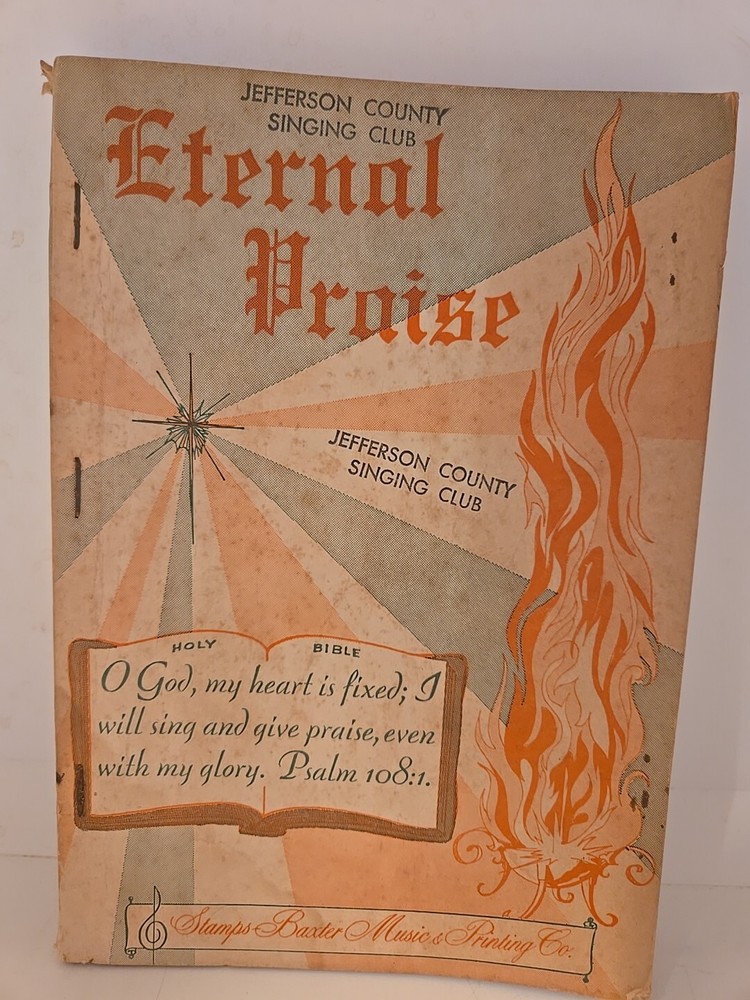 JEFFERSON COUNTY
SINGING CLUB
Eternal
Praise
JEFFERSON COUNTY
SINGING CLUB
HOLY BIBLE
O God, my heart is fixed; I
will sing and give praise, even
with my glory. Psalm 108:1.
Stamps-Baxter Music & Printing Co.